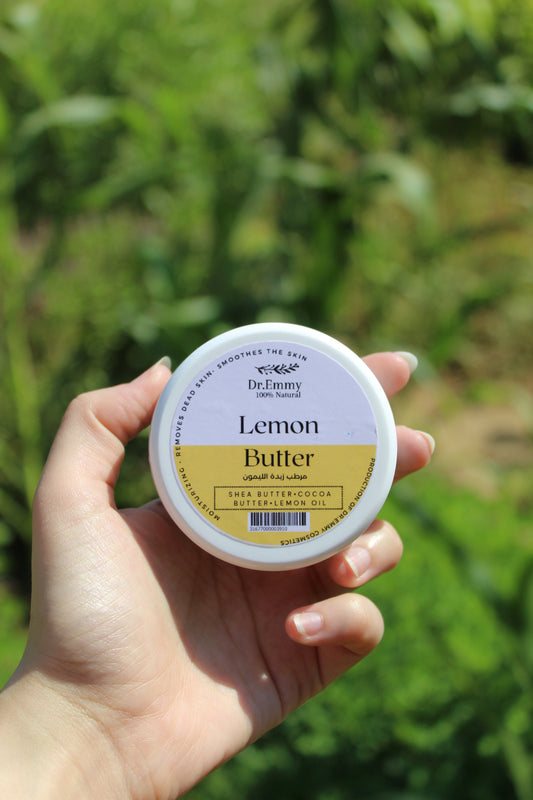 MOISTURIZING • REMOVES DEAD SKIN • SMOOTHES THE SKIN
Dr.Emmy
100% Natural
Lemon
Butter
مرطب زبدة الليمون
SHEA BUTTER•COCOA
BUTTER•LEMON OIL
PRODUCTION OF DR.EMMY COSMETICS